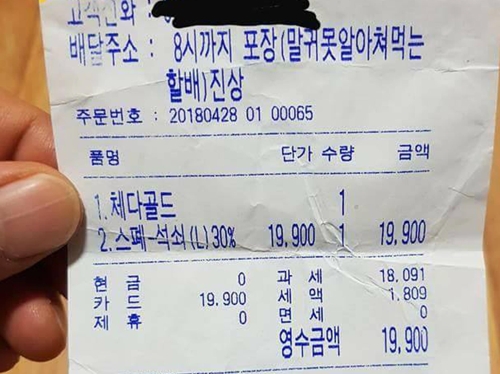 고객전화 :
배달주소 : 8시까지 포장(말귀못알아쳐먹는
할배)진상
주문번호 : 20180428 01 00065
품명 단가 수량 금액
1.체다골드 1
2.스페-석쇠(L)30% 19,900 1 19,900
현금 0 과세 18,091
카드 19,900 세액 1,809
제휴 0 면세 0
영수금액 19,900